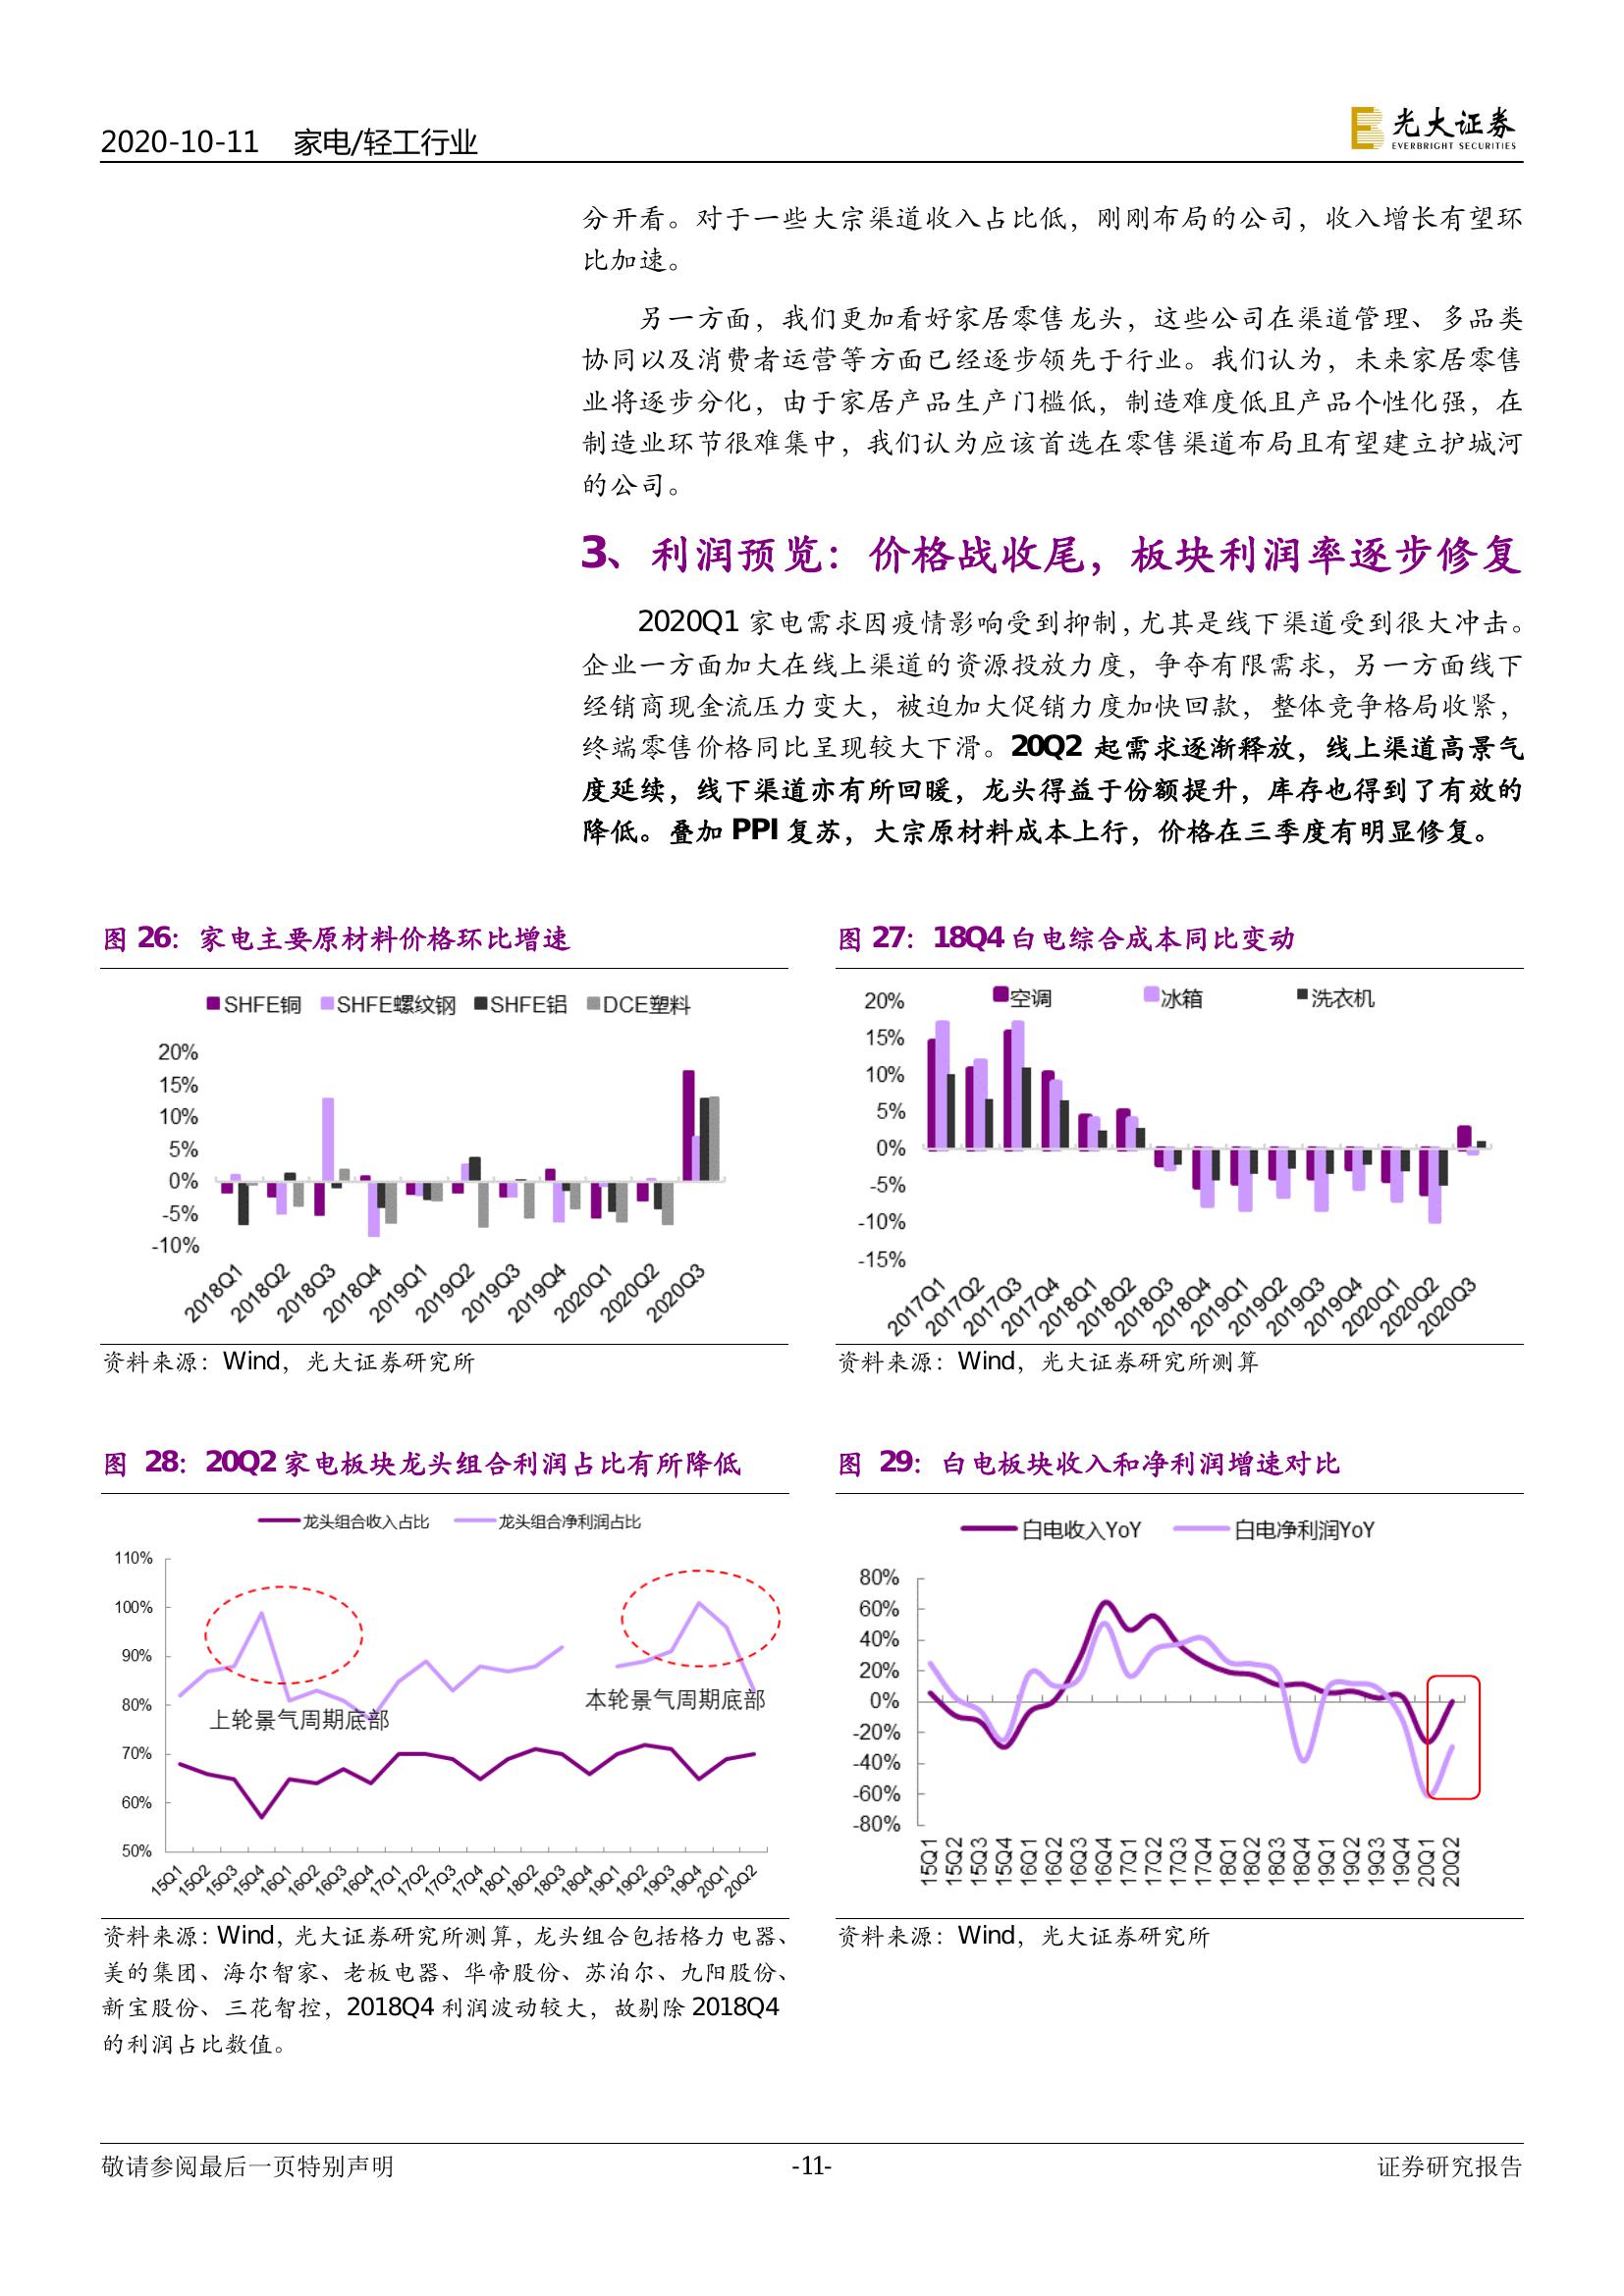 2020-10-11 家电/轻工行业
光大证券
EVERBRIGHT SECURITIES
分开看。对于一些大宗渠道收入占比低，刚刚布局的公司，收入增长有望环
比加速。
另一方面，我们更加看好家居零售龙头，这些公司在渠道管理、多品类
协同以及消费者运营等方面已经逐步领先于行业。我们认为，未来家居零售
业将逐步分化，由于家居产品生产门槛低，制造难度低且产品个性化强，在
制造业环节很难集中，我们认为应该首选在零售渠道布局且有望建立护城河
的公司。
3、利润预览：价格战收尾，板块利润率逐步修复
2020Q1 家电需求因疫情影响受到抑制，尤其是线下渠道受到很大冲击。
企业一方面加大在线上渠道的资源投放力度，争夺有限需求，另一方面线下
经销商现金流压力变大，被迫加大促销力度加快回款，整体竞争格局收紧，
终端零售价格同比呈现较大下滑。20Q2 起需求逐渐释放，线上渠道高景气
度延续，线下渠道亦有所回暖，龙头得益于份额提升，库存也得到了有效的
降低。叠加 PPI 复苏，大宗原材料成本上行，价格在三季度有明显修复。
图 26：家电主要原材料价格环比增速
SHFE铜 SHFE螺纹钢 SHFE铝 DCE塑料
20%
15%
10%
5%
0%
-5%
-10%
2018Q1 2018Q2 2018Q3 2018Q4 2019Q1 2019Q2 2019Q3 2019Q4 2020Q1 2020Q2 2020Q3
资料来源：Wind，光大证券研究所
图 27：18Q4 白电综合成本同比变动
空调 冰箱 洗衣机
20%
15%
10%
5%
0%
-5%
-10%
-15%
2017Q1 2017Q2 2017Q3 2017Q4 2018Q1 2018Q2 2018Q3 2018Q4 2019Q1 2019Q2 2019Q3 2019Q4 2020Q1 2020Q2 2020Q3
资料来源：Wind，光大证券研究所测算
图 28：20Q2 家电板块龙头组合利润占比有所降低
龙头组合收入占比 龙头组合净利润占比
110%
100%
90%
80%
70%
60%
50%
上轮景气周期底部
本轮景气周期底部
15Q1 15Q2 15Q3 15Q4 16Q1 16Q2 16Q3 16Q4 17Q1 17Q2 17Q3 17Q4 18Q1 18Q2 18Q3 18Q4 19Q1 19Q2 19Q3 19Q4 20Q1 20Q2
资料来源：Wind，光大证券研究所测算，龙头组合包括格力电器、
美的集团、海尔智家、老板电器、华帝股份、苏泊尔、九阳股份、
新宝股份、三花智控，2018Q4 利润波动较大，故剔除 2018Q4
的利润占比数值。
图 29：白电板块收入和净利润增速对比
白电收入YoY 白电净利润YoY
80%
60%
40%
20%
0%
-20%
-40%
-60%
-80%
15Q1 15Q2 15Q3 15Q4 16Q1 16Q2 16Q3 16Q4 17Q1 17Q2 17Q3 17Q4 18Q1 18Q2 18Q3 18Q4 19Q1 19Q2 19Q3 19Q4 20Q1 20Q2
资料来源：Wind，光大证券研究所
敬请参阅最后一页特别声明
-11-
证券研究报告